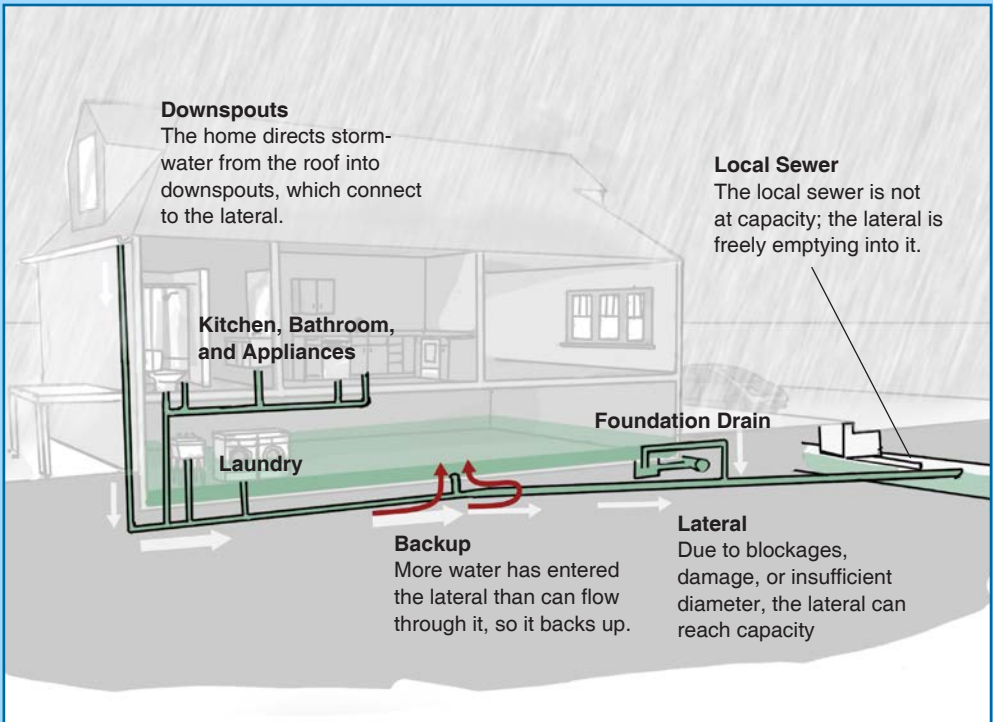 Downspouts
The home directs storm-
water from the roof into
downspouts, which connect
to the lateral.
Local Sewer
The local sewer is not
at capacity; the lateral is
freely emptying into it.
Kitchen, Bathroom,
and Appliances
Foundation Drain
Laundry
Backup
More water has entered
the lateral than can flow
through it, so it backs up.
Lateral
Due to blockages,
damage, or insufficient
diameter, the lateral can
reach capacity